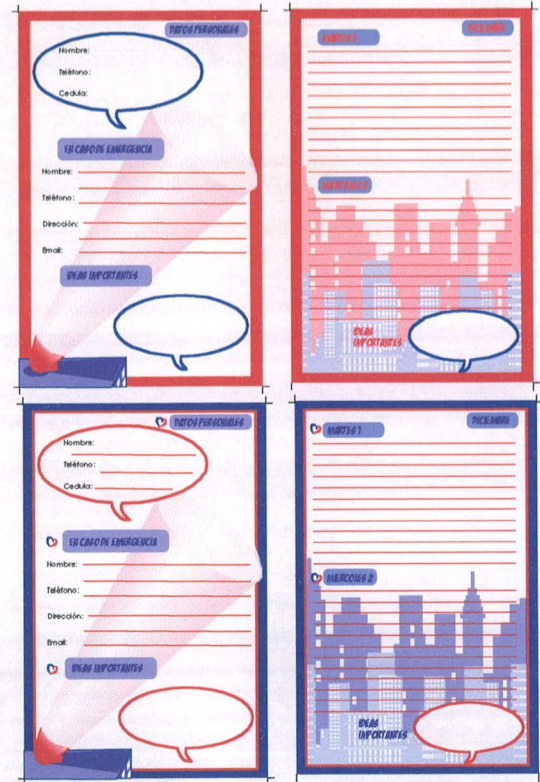 DATOS PERSONALES
Nombre:
Teléfono:
Cedula:
EN CASO DE EMERGENCIA
Nombre:
Teléfono:
Dirección:
Email:
IDEAS IMPORTANTES
DICIEMBRE
MARTES 1
MIERCOLES 2
IDEAS
IMPORTANTES
DATOS PERSONALES
Nombre:
Teléfono:
Cedula:
EN CASO DE EMERGENCIA
Nombre:
Teléfono:
Dirección:
Email:
IDEAS IMPORTANTES
DICIEMBRE
MARTES 1
MIERCOLES 2
IDEAS
IMPORTANTES